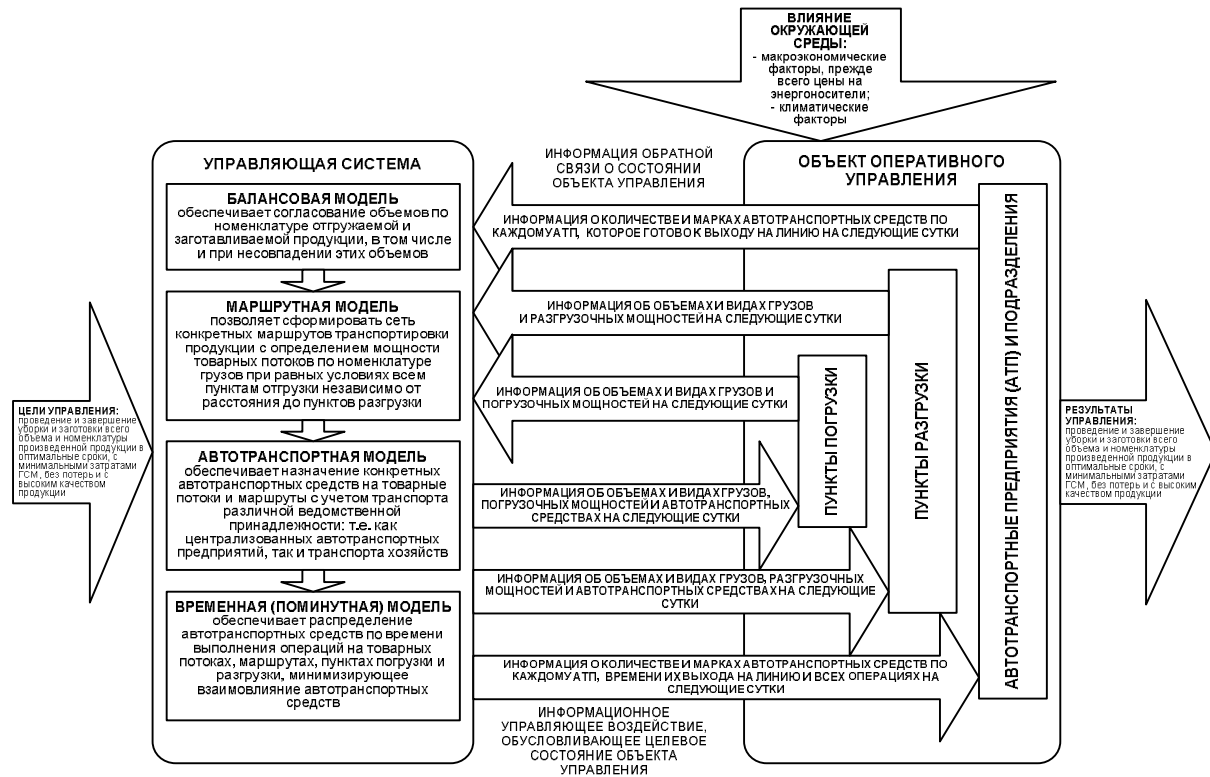 ВЛИЯНИЕ
ОКРУЖАЮЩЕЙ
СРЕДЫ:
- макроэкономические
факторы, прежде
всего цены на
энергоносители;
- климатические
факторы
УПРАВЛЯЮЩАЯ СИСТЕМА
БАЛАНСОВАЯ МОДЕЛЬ
обеспечивает согласование объемов по
номенклатуре отгружаемой и
заготавливаемой продукции, в том числе
и при несовпадении этих объемов
МАРШРУТНАЯ МОДЕЛЬ
позволяет сформировать сеть
конкретных маршрутов транспортировки
продукции с определением мощности
товарных потоков по номенклатуре
грузов при равных условиях всем
пунктам отгрузки независимо от
расстояния до пунктов разгрузки
АВТОТРАНСПОРТНАЯ МОДЕЛЬ
обеспечивает назначение конкретных
автотранспортных средств на товарные
потоки и маршруты с учетом транспорта
различной ведомственной
принадлежности: т.е. как
централизованных автотранспортных
предприятий, так и транспорта хозяйств
ВРЕМЕННАЯ (ПОМИНУТНАЯ) МОДЕЛЬ
обеспечивает распределение
автотранспортных средств по времени
выполнения операций на товарных
потоках, маршрутах, пунктах погрузки и
разгрузки, минимизирующее
взаимовлияние автотранспортных
средств
ЦЕЛИ УПРАВЛЕНИЯ:
проведение и завершение
уборки и заготовки всего
объема и номенклатуры
произведенной продукции в
оптимальные сроки, с
минимальными затратами
ГСМ, без потерь и с
высоким качеством
продукции
ИНФОРМАЦИЯ ОБРАТНОЙ
СВЯЗИ О СОСТОЯНИИ
ОБЪЕКТА УПРАВЛЕНИЯ
ИНФОРМАЦИЯ О КОЛИЧЕСТВЕ И МАРКАХ АВТОТРАНСПОРТНЫХ СРЕДСТВ ПО
КАЖДОМУ АТП, КОТОРОЕ ГОТОВО К ВЫХОДУ НА ЛИНИЮ НА СЛЕДУЮЩИЕ СУТКИ
ИНФОРМАЦИЯ ОБ ОБЪЕМАХ И ВИДАХ ГРУЗОВ
И РАЗГРУЗОЧНЫХ МОЩНОСТЕЙ НА СЛЕДУЮЩИЕ СУТКИ
ИНФОРМАЦИЯ ОБ ОБЪЕМАХ И ВИДАХ ГРУЗОВ И
ПОГРУЗОЧНЫХ МОЩНОСТЕЙ НА СЛЕДУЮЩИЕ СУТКИ
ИНФОРМАЦИЯ ОБ ОБЪЕМАХ И ВИДАХ ГРУЗОВ,
ПОГРУЗОЧНЫХ МОЩНОСТЕЙ И АВТОТРАНСПОРТНЫХ
СРЕДСТВАХ НА СЛЕДУЮЩИЕ СУТКИ
ИНФОРМАЦИЯ ОБ ОБЪЕМАХ И ВИДАХ ГРУЗОВ, РАЗГРУЗОЧНЫХ
МОЩНОСТЕЙ И АВТОТРАНСПОРТНЫХ СРЕДСТВАХ НА СЛЕДУЮЩИЕ
СУТКИ
ИНФОРМАЦИЯ О КОЛИЧЕСТВЕ И МАРКАХ АВТОТРАНСПОРТНЫХ СРЕДСТВ ПО
КАЖДОМУ АТП, ВРЕМЕНИ ИХ ВЫХОДА НА ЛИНИЮ И ВСЕХ ОПЕРАЦИЯХ НА
СЛЕДУЮЩИЕ СУТКИ
ИНФОРМАЦИОННОЕ
УПРАВЛЯЮЩЕЕ ВОЗДЕЙСТВИЕ,
ОБУСЛОВЛИВАЮЩЕЕ ЦЕЛЕВОЕ
СОСТОЯНИЕ ОБЪЕКТА
УПРАВЛЕНИЯ
ОБЪЕКТ ОПЕРАТИВНОГО
УПРАВЛЕНИЯ
ПУНКТЫ ПОГРУЗКИ
ПУНКТЫ РАЗГРУЗКИ
АВТОТРАНСПОРТНЫЕ ПРЕДПРИЯТИЯ (АТП) И ПОДРАЗДЕЛЕНИЯ
РЕЗУЛЬТАТЫ
УПРАВЛЕНИЯ:
проведение и завершение
уборки и заготовки всего
объема и номенклатуры
произведенной продукции в
оптимальные сроки, с
минимальными затратами
ГСМ, без потерь и с высоким
качеством продукции